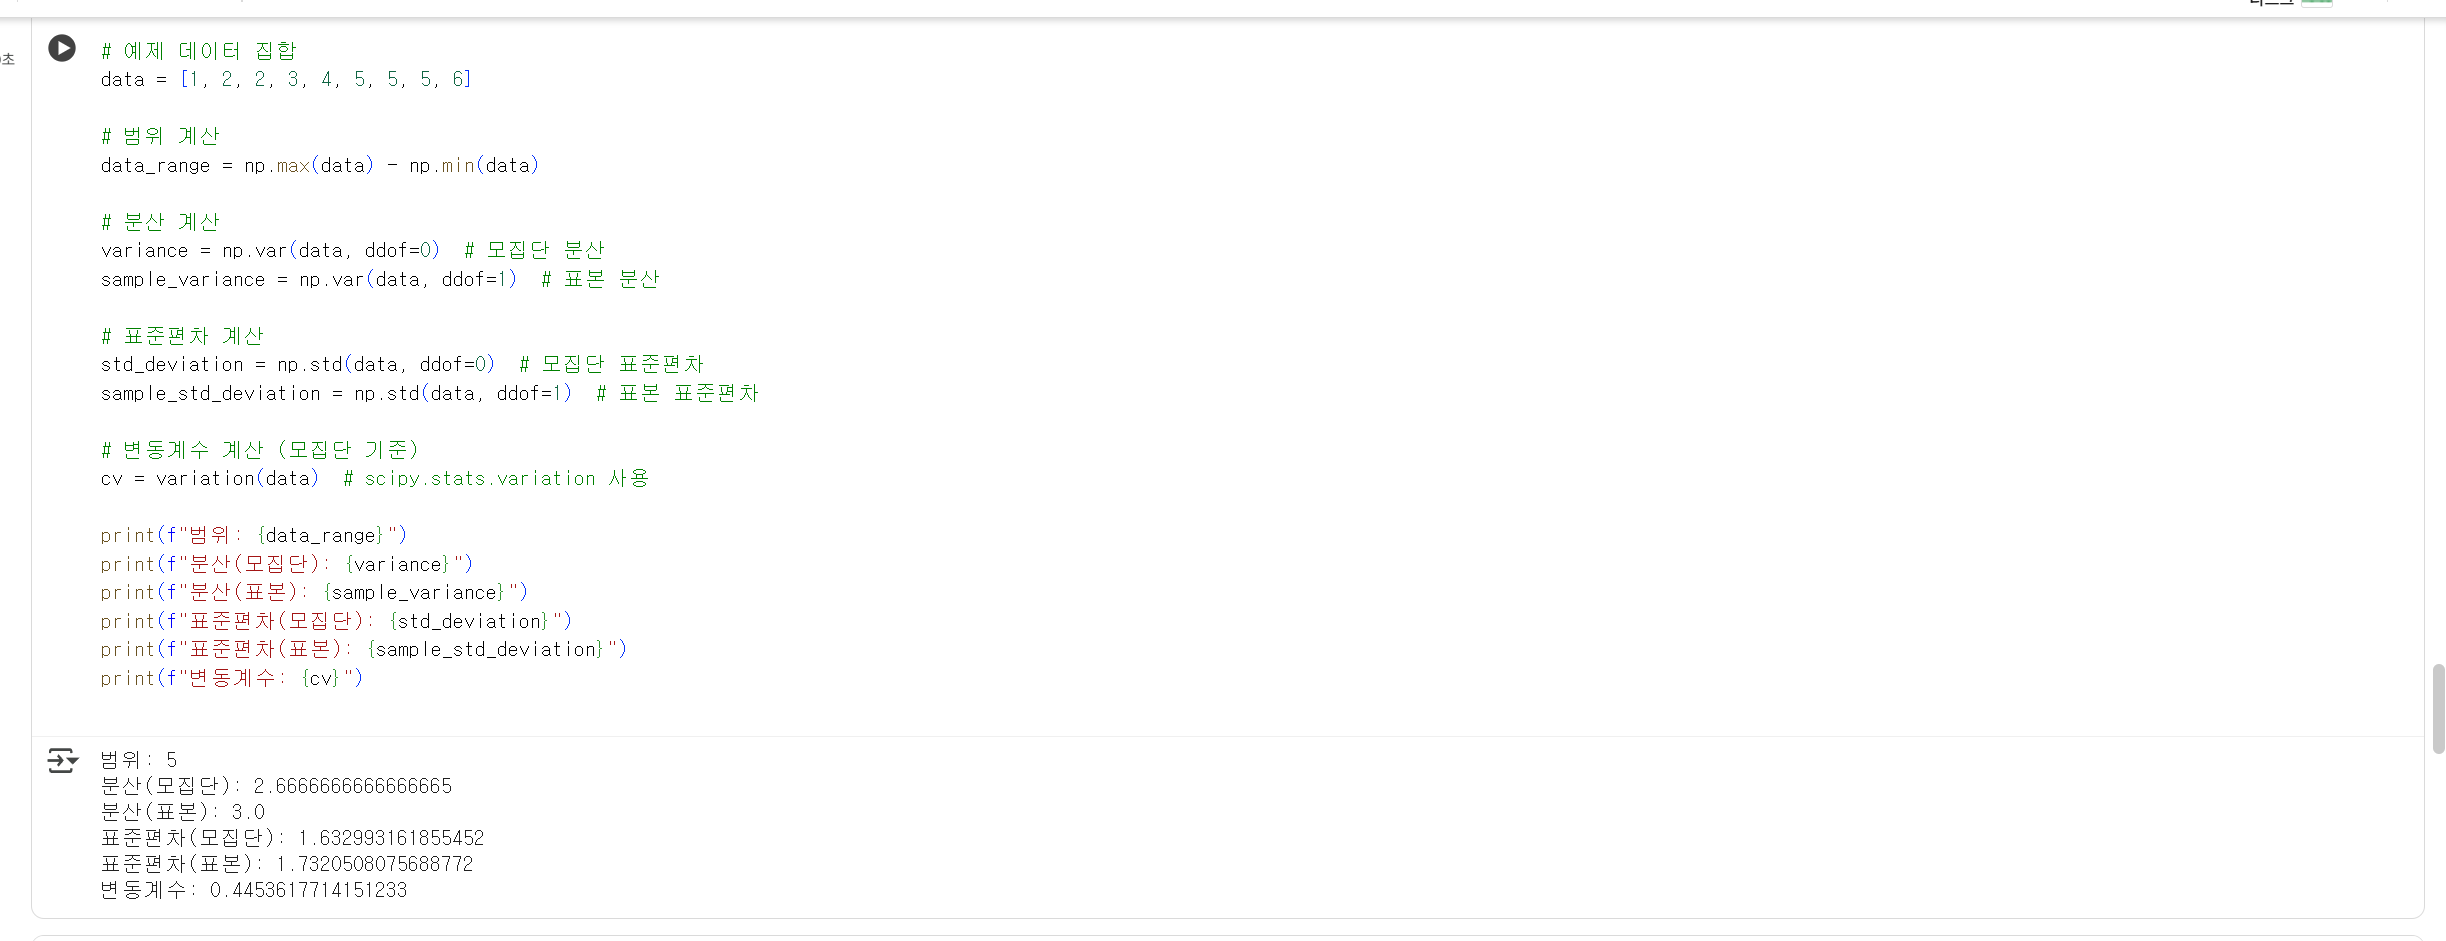 초
# 예제 데이터 집합
data = [1, 2, 2, 3, 4, 5, 5, 5, 6]
# 범위 계산
data_range = np.max(data) - np.min(data)
# 분산 계산
variance = np.var(data, ddof=0)  # 모집단 분산
sample_variance = np.var(data, ddof=1)  # 표본 분산
# 표준편차 계산
std_deviation = np.std(data, ddof=0)  # 모집단 표준편차
sample_std_deviation = np.std(data, ddof=1)  # 표본 표준편차
# 변동계수 계산 (모집단 기준)
cv = variation(data)  # scipy.stats.variation 사용
print(f"범위: {data_range}")
print(f"분산(모집단): {variance}")
print(f"분산(표본): {sample_variance}")
print(f"표준편차(모집단): {std_deviation}")
print(f"표준편차(표본): {sample_std_deviation}")
print(f"변동계수: {cv}")
범위: 5
분산(모집단): 2.6666666666666665
분산(표본): 3.0
표준편차(모집단): 1.632993161855452
표준편차(표본): 1.7320508075688772
변동계수: 0.4453617714151233